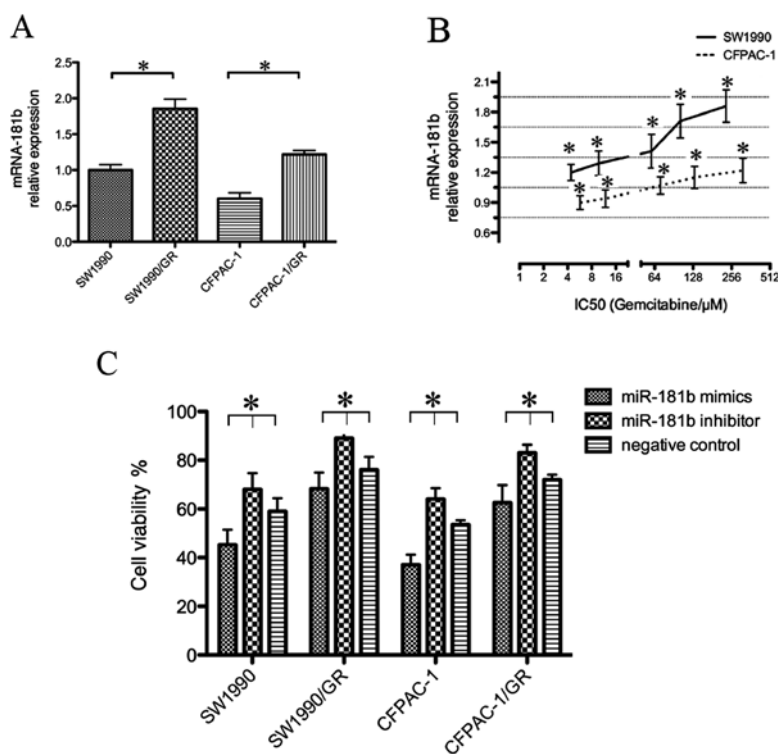 A
mRNA-181b
relative expression
2.5
2.0
1.5
1.0
0.5
0.0
*
*
SW1990
SW1990/GR
CFPAC-1
CFPAC-1/GR
B
SW1990
CFPAC-1
mRNA-181b
relative expression
2.1
1.8
1.5
1.2
0.9
0.6
* * * * *
* * * * *
1 2 4 8 16 64 128 256 512
IC50 (Gemcitabine/µM)
C
miR-181b mimics
miR-181b inhibitor
negative control
Cell viability %
100
80
60
40
20
0
* * * *
SW1990
SW1990/GR
CFPAC-1
CFPAC-1/GR